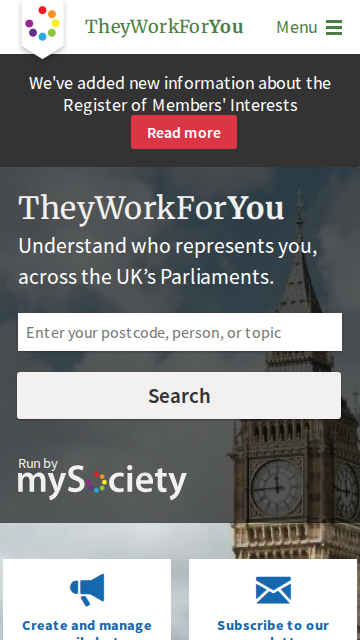 TheyWorkForYou
Menu
We've added new information about the
Register of Members' Interests
Read more
TheyWorkForYou
Understand who represents you,
across the UK’s Parliaments.
Enter your postcode, person, or topic
Search
Run by
mySociety
Create and manage
Subscribe to our